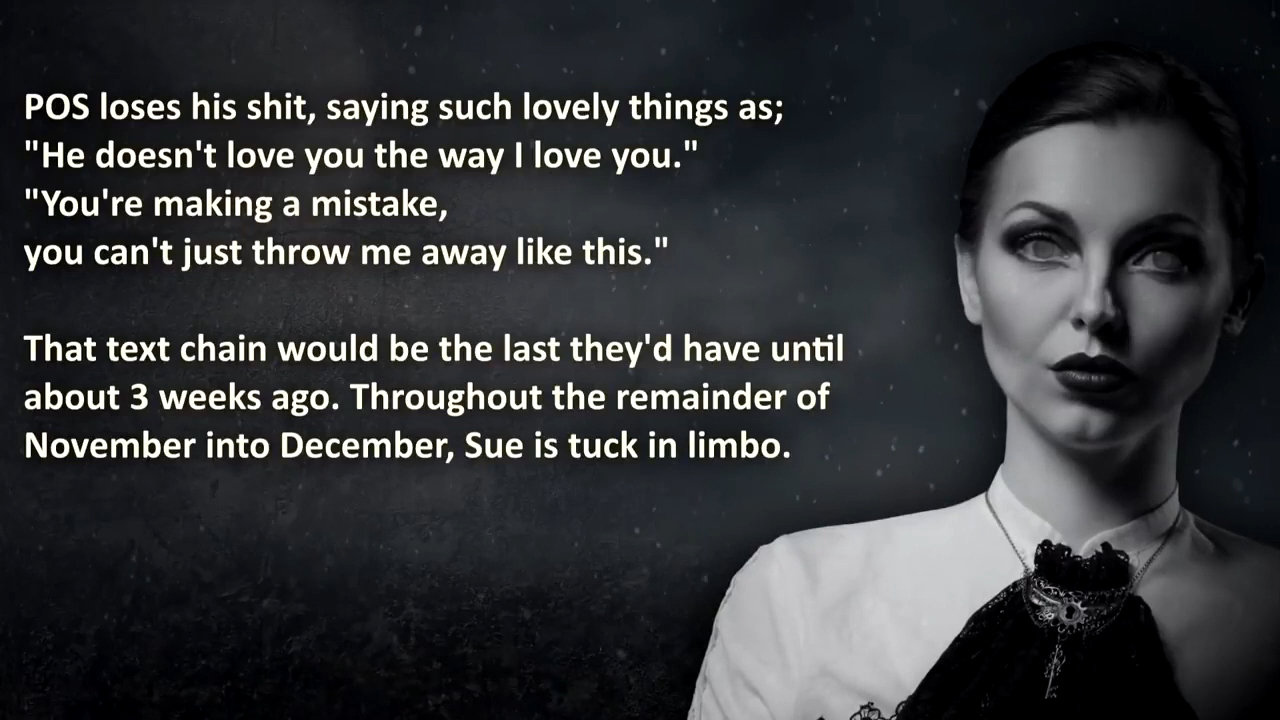 POS loses his shit, saying such lovely things as;
"He doesn't love you the way I love you."
"You're making a mistake,
you can't just throw me away like this."
That text chain would be the last they'd have until
about 3 weeks ago. Throughout the remainder of
November into December, Sue is tuck in limbo.